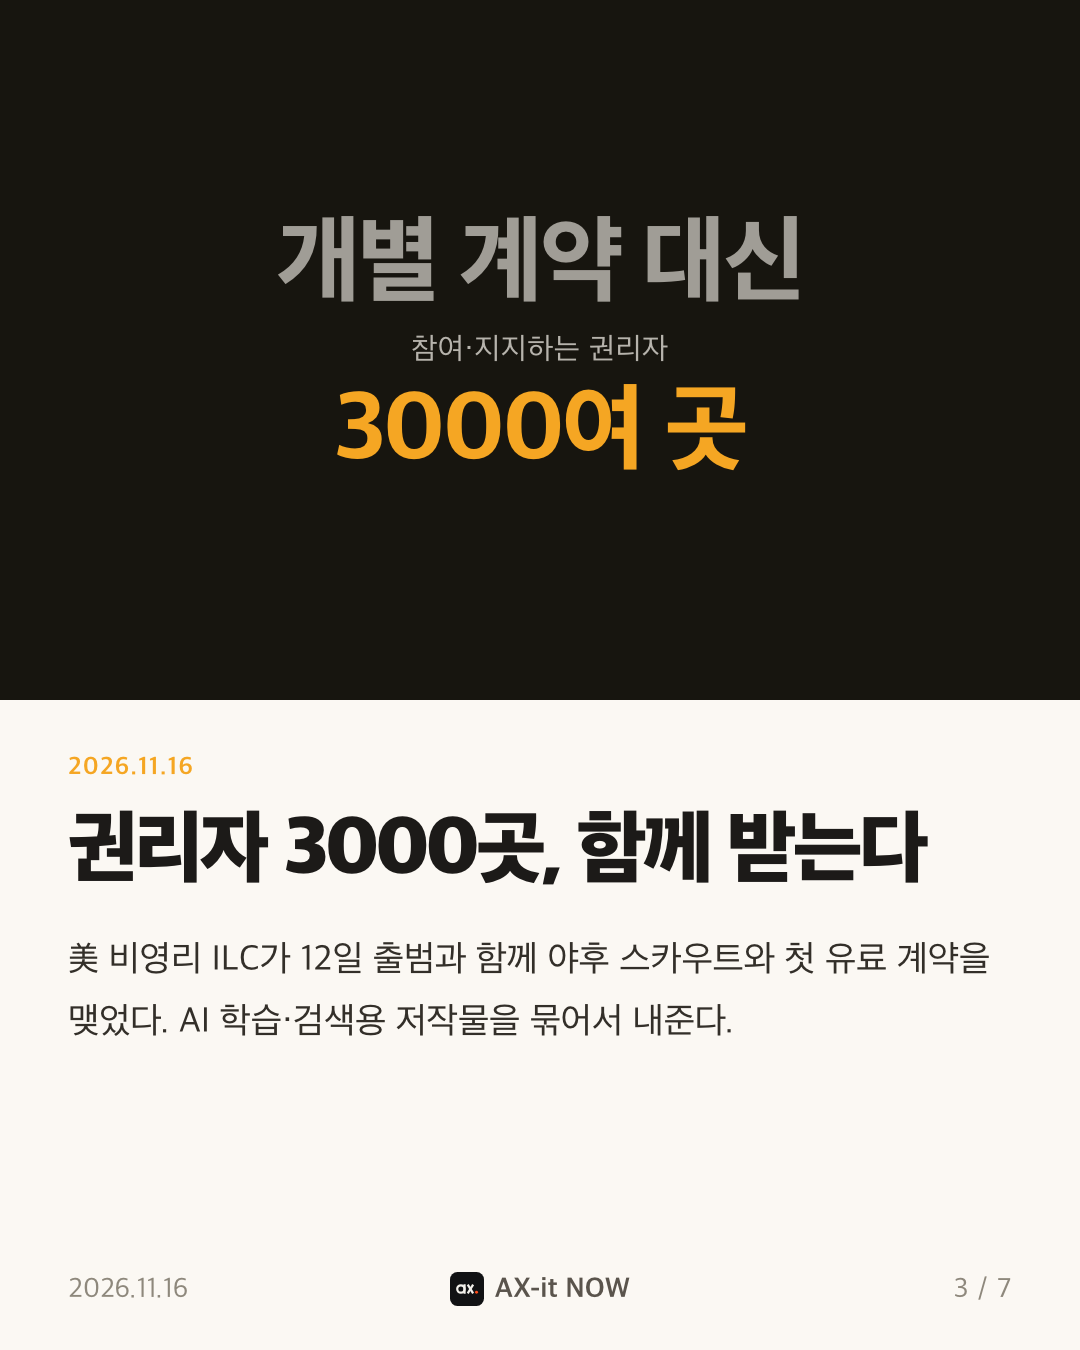 개별 계약 대신
참여·지지하는 권리자
3000여 곳
2026.11.16
권리자 3000곳, 함께 받는다
美 비영리 ILC가 12일 출범과 함께 야후 스카우트와 첫 유료 계약을
맺었다. AI 학습·검색용 저작물을 묶어서 내준다.
2026.11.16
ax.
AX-it NOW
3 / 7